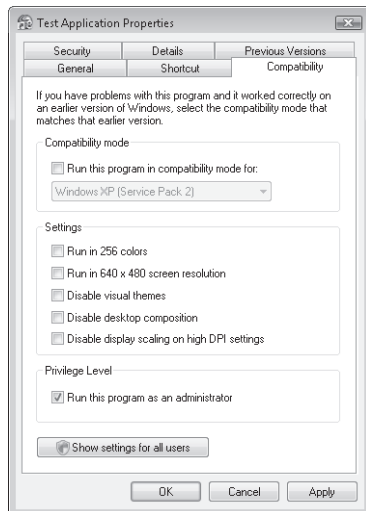 Test Application Properties
Security Details Previous Versions
General Shortcut Compatibility
If you have problems with this program and it worked correctly on
an earlier version of Windows, select the compatibility mode that
matches that earlier version.
Compatibility mode
Run this program in compatibility mode for:
Windows XP (Service Pack 2)
Settings
Run in 256 colors
Run in 640 x 480 screen resolution
Disable visual themes
Disable desktop composition
Disable display scaling on high DPI settings
Privilege Level
Run this program as an administrator
Show settings for all users
OK Cancel Apply